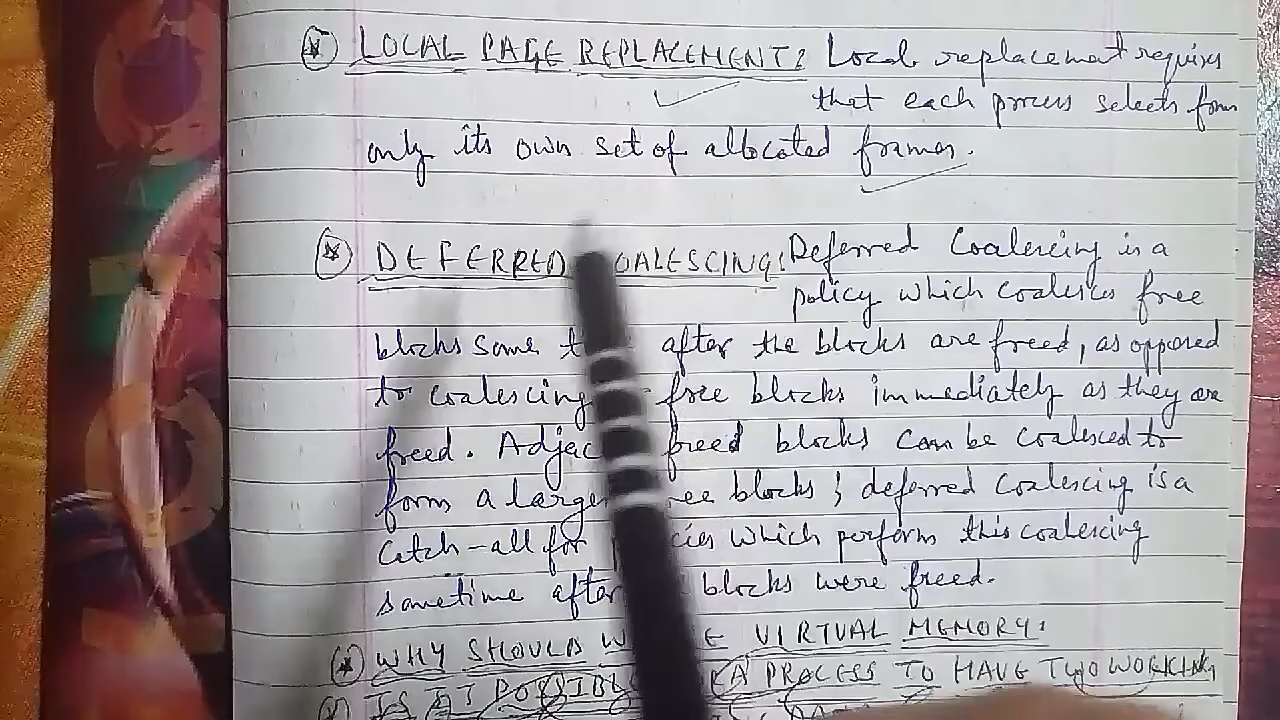 LOCAL PAGE REPLACEMENT: Local replacement requires
that each process selects from
only its own set of allocated frames.
DEFERRED COALESCING: Deferred Coalescing is a
policy which coalesces free
blocks some after the blocks are freed, as opposed
to coalescing free blocks immediately as they are
freed. freed blocks can be coalesced to
form a larger blocks; deferred coalescing is a
Catch-all for which perform this coalescing
sometime after blocks were freed.
WHY SHOULD VIRTUAL MEMORY:
IS IT A PROCESS TO HAVE TWO WORKING